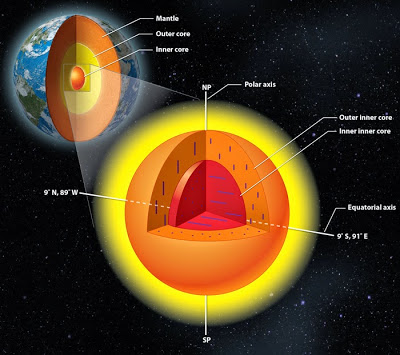 Mantle
Outer core
Inner core
NP
Polar axis
Outer inner core
Inner inner core
9° N, 89° W
Equatorial axis
9° S, 91° E
SP